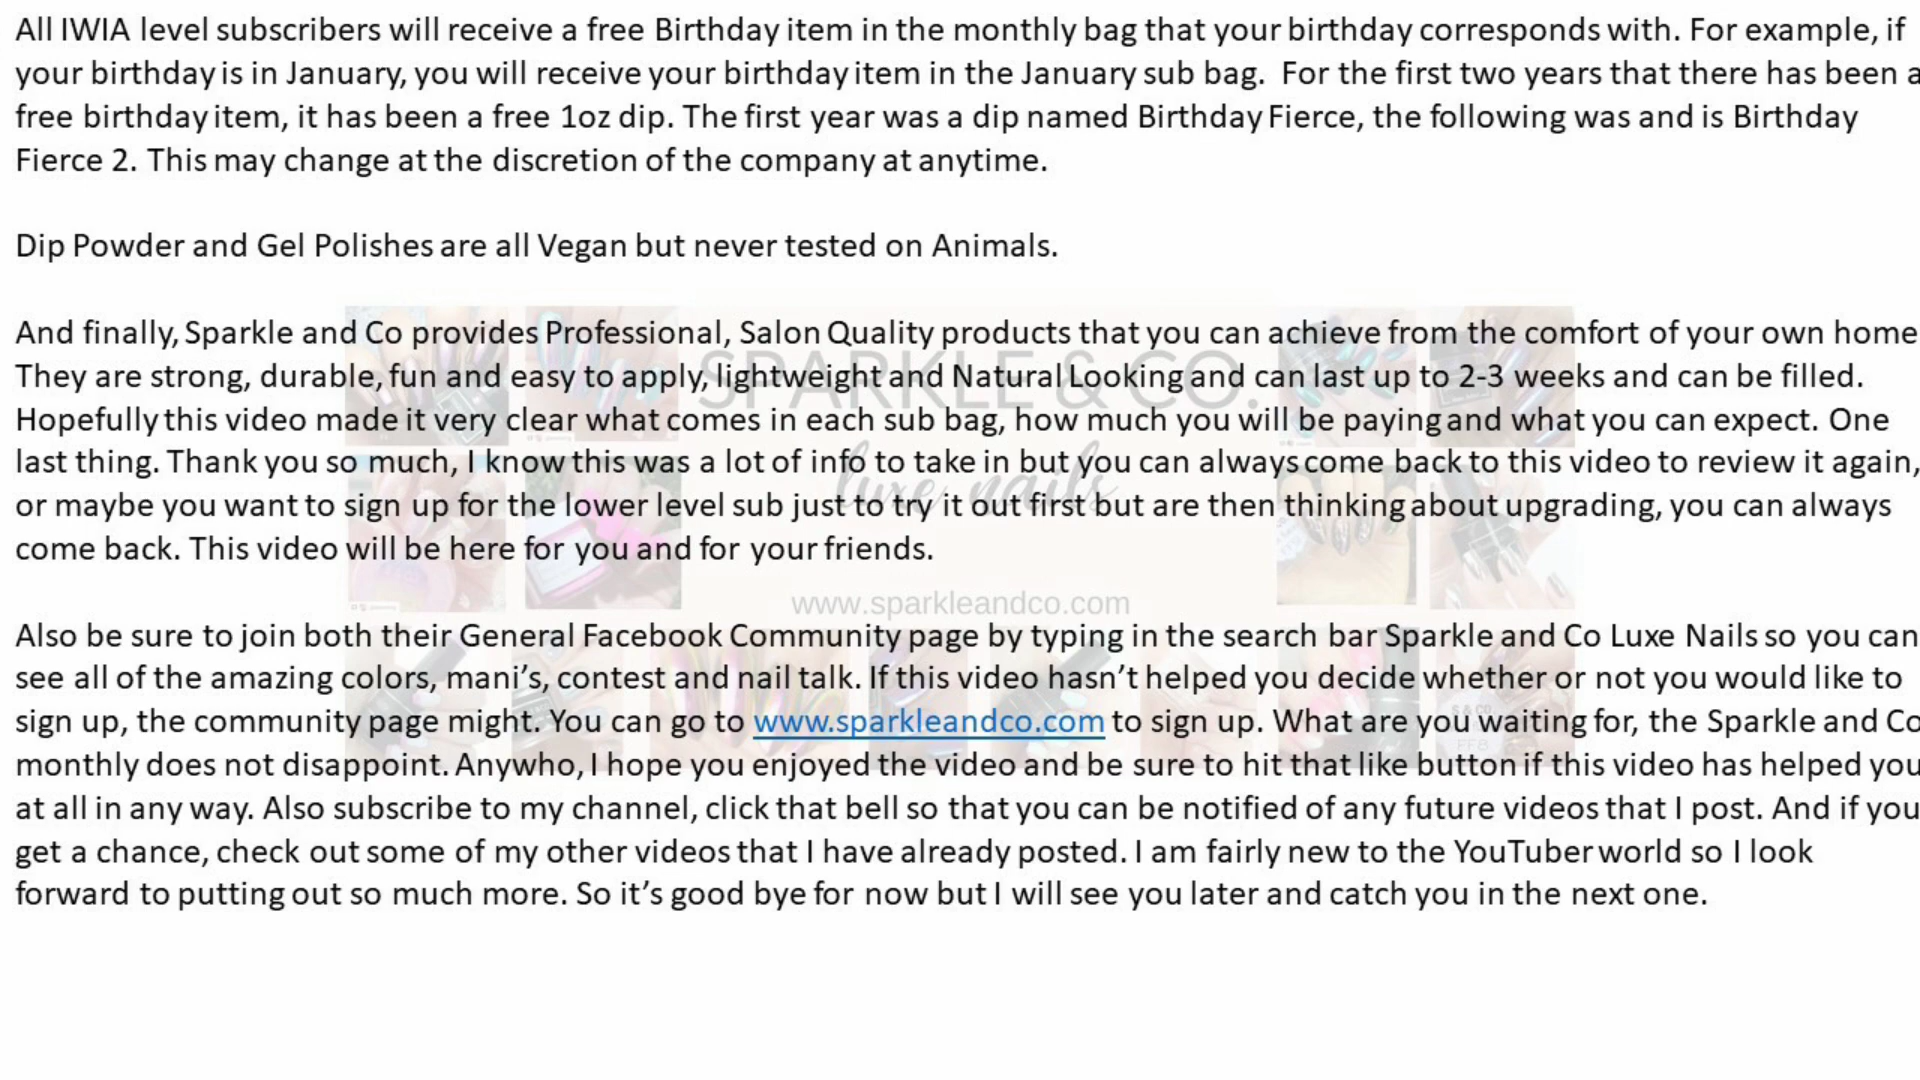 All IWIA level subscribers will receive a free Birthday item in the monthly bag that your birthday corresponds with. For example, if
your birthday is in January, you will receive your birthday item in the January sub bag.  For the first two years that there has been a
free birthday item, it has been a free 1oz dip. The first year was a dip named Birthday Fierce, the following was and is Birthday
Fierce 2. This may change at the discretion of the company at anytime.
Dip Powder and Gel Polishes are all Vegan but never tested on Animals.
And finally, Sparkle and Co provides Professional, Salon Quality products that you can achieve from the comfort of your own home
They are strong, durable, fun and easy to apply, lightweight and Natural Looking and can last up to 2-3 weeks and can be filled.
SPARKLE & CO.
Hopefully this video made it very clear what comes in each sub bag, how much you will be paying and what you can expect. One
last thing. Thank you so much, I know this was a lot of info to take in but you can always come back to this video to review it again,
luxe nails
or maybe you want to sign up for the lower level sub just to try it out first but are then thinking about upgrading, you can always
come back. This video will be here for you and for your friends.
www.sparkleandco.com
Also be sure to join both their General Facebook Community page by typing in the search bar Sparkle and Co Luxe Nails so you can
see all of the amazing colors, mani's, contest and nail talk. If this video hasn't helped you decide whether or not you would like to
sign up, the community page might. You can go to www.sparkleandco.com to sign up. What are you waiting for, the Sparkle and Co
S & CO.
FFB
monthly does not disappoint. Anywho, I hope you enjoyed the video and be sure to hit that like button if this video has helped you
at all in any way. Also subscribe to my channel, click that bell so that you can be notified of any future videos that I post. And if you
get a chance, check out some of my other videos that I have already posted. I am fairly new to the YouTuber world so I look
forward to putting out so much more. So it's good bye for now but I will see you later and catch you in the next one.